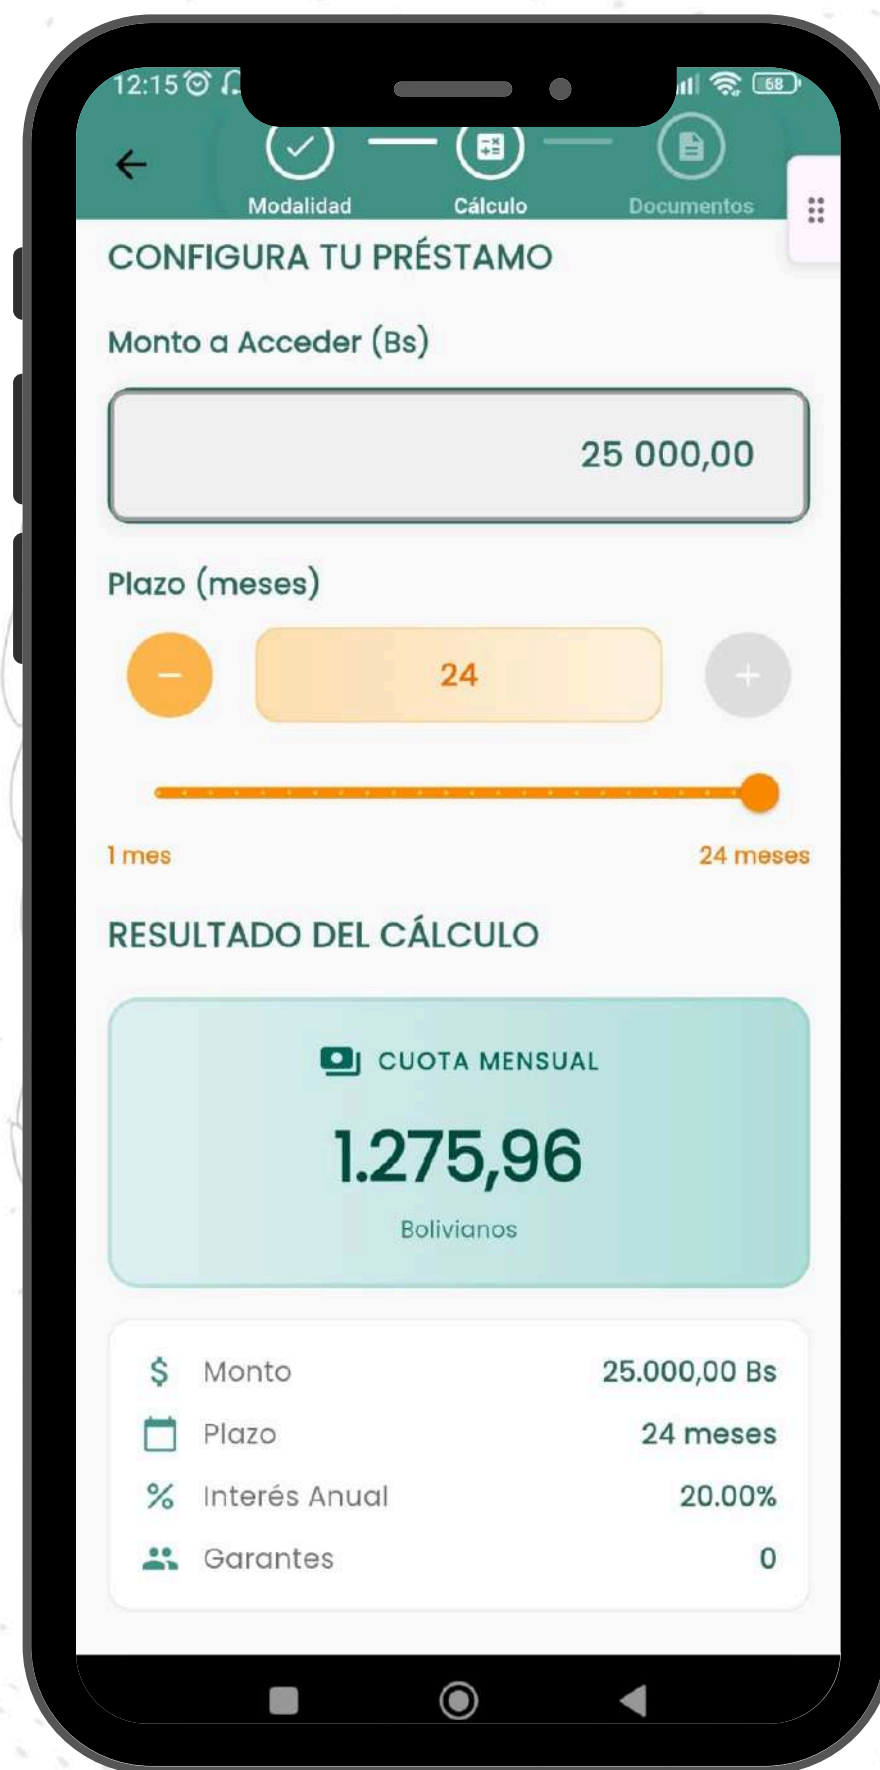 12:15
68
Modalidad Cálculo Documentos
CONFIGURA TU PRÉSTAMO
Monto a Acceder (Bs)
25 000,00
Plazo (meses)
− 24 +
1 mes 24 meses
RESULTADO DEL CÁLCULO
CUOTA MENSUAL
1.275,96
Bolivianos
$ Monto 25.000,00 Bs
Plazo 24 meses
% Interés Anual 20.00%
Garantes 0